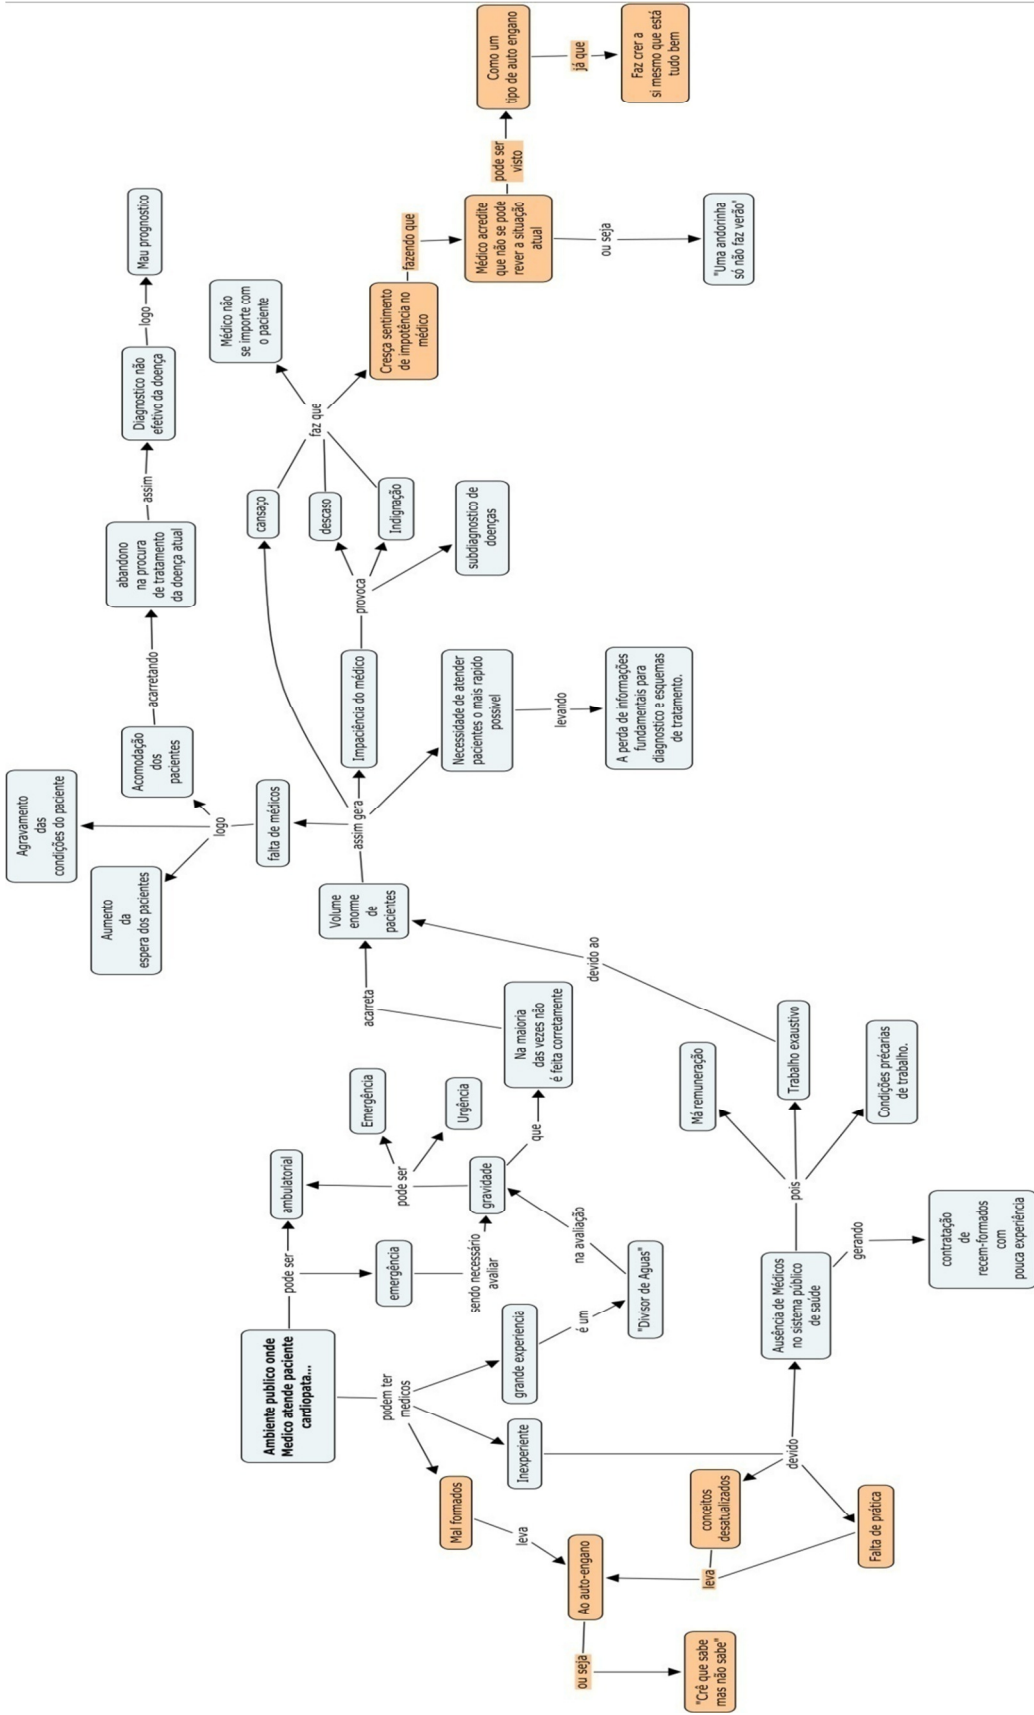 Ambiente publico onde
Medico atende paciente
cardiopata...
pode ser
ambulatorial
emergência
sendo necessário
avaliar
gravidade
pode ser
Emergência
Urgência
que
Na maioria
das vezes não
é feita corretamente
acarreta
Volume
enorme
de
pacientes
podem ter
medicos
Mal formados
leva
Ao auto-engano
ou seja
"Crê que sabe
mas não sabe"
Inexperiente
devido
conceitos
desatualizados
Falta de prática
leva
grande experiencia
é um
"Divisor de Aguas"
na avaliação
Ausência de Médicos
no sistema público
de saúde
gerando
contratação
de
recem-formados
com
pouca experiência
pois
Má remuneração
Trabalho exaustivo
Condições précarias
de trabalho.
devido ao
assim gera
falta de médicos
logo
Aumento
da
espera dos pacientes
Agravamento
das
condições do paciente
Acomodação
dos
pacientes
acarretando
abandono
na procura
de tratamento
da doença atual
assim
Diagnostico não
efetivo da doença
logo
Mau prognostico
Impaciência do médico
provoca
cansaço
descaso
Indignação
subdiagnostico de
doenças
Necessidade de atender
pacientes o mais rapido
possivel
levando
A perda de informações
fundamentais para
diagnostico e esquemas
de tratamento.
faz que
Médico não
se importe com
o paciente
Cresça sentimento
de impotência no
médico
fazendo que
Médico acredite
que não se pode
rever a situação
atual
ou seja
"Uma andorinha
só não faz verão"
pode ser
visto
Como um
tipo de auto engano
já que
Faz crer a
si mesmo que está
tudo bem